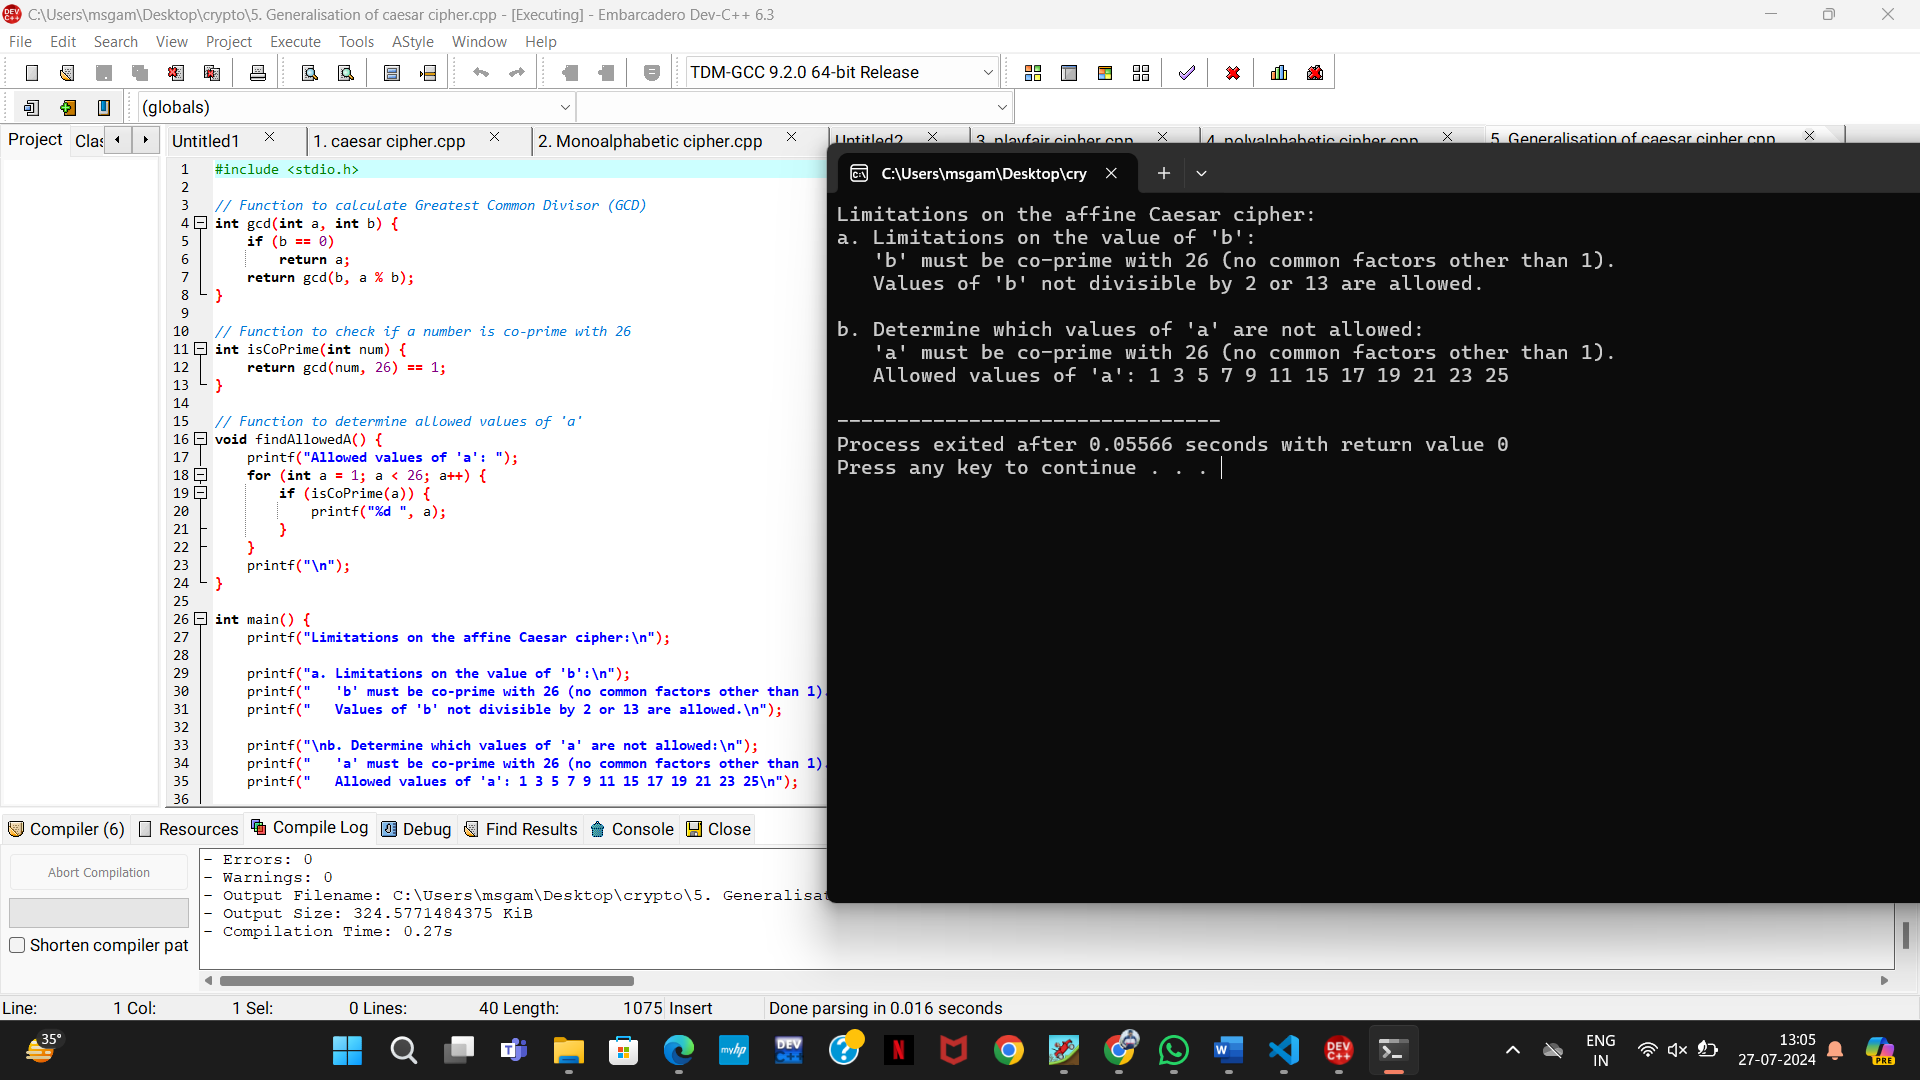 C:\Users\msgam\Desktop\crypto\5. Generalisation of caesar cipher.cpp - [Executing] - Embarcadero Dev-C++ 6.3
File Edit Search View Project Execute Tools AStyle Window Help
TDM-GCC 9.2.0 64-bit Release
(globals)
Project Clas
Untitled1 1. caesar cipher.cpp 2. Monoalphabetic cipher.cpp Untitled2 3. playfair cipher.cpp 4. polyalphabetic cipher.cpp 5. Generalisation of caesar cipher.cpp
1 #include <stdio.h>
2
3 // Function to calculate Greatest Common Divisor (GCD)
4 int gcd(int a, int b) {
5 if (b == 0)
6 return a;
7 return gcd(b, a % b);
8 }
9
10 // Function to check if a number is co-prime with 26
11 int isCoPrime(int num) {
12 return gcd(num, 26) == 1;
13 }
14
15 // Function to determine allowed values of 'a'
16 void findAllowedA() {
17 printf("Allowed values of 'a': ");
18 for (int a = 1; a < 26; a++) {
19 if (isCoPrime(a)) {
20 printf("%d ", a);
21 }
22 }
23 printf("\n");
24 }
25
26 int main() {
27 printf("Limitations on the affine Caesar cipher:\n");
28
29 printf("a. Limitations on the value of 'b':\n");
30 printf("   'b' must be co-prime with 26 (no common factors other than 1).
31 printf("   Values of 'b' not divisible by 2 or 13 are allowed.\n");
32
33 printf("\nb. Determine which values of 'a' are not allowed:\n");
34 printf("   'a' must be co-prime with 26 (no common factors other than 1).
35 printf("   Allowed values of 'a': 1 3 5 7 9 11 15 17 19 21 23 25\n");
36
C:\Users\msgam\Desktop\cry
Limitations on the affine Caesar cipher:
a. Limitations on the value of 'b':
'b' must be co-prime with 26 (no common factors other than 1).
Values of 'b' not divisible by 2 or 13 are allowed.
b. Determine which values of 'a' are not allowed:
'a' must be co-prime with 26 (no common factors other than 1).
Allowed values of 'a': 1 3 5 7 9 11 15 17 19 21 23 25
--------------------------------
Process exited after 0.05566 seconds with return value 0
Press any key to continue . . .
Compiler (6) Resources Compile Log Debug Find Results Console Close
Abort Compilation
Shorten compiler pat
- Errors: 0
- Warnings: 0
- Output Filename: C:\Users\msgam\Desktop\crypto\5. Generalisa
- Output Size: 324.5771484375 KiB
- Compilation Time: 0.27s
Line: 1 Col: 1 Sel: 0 Lines: 40 Length: 1075 Insert Done parsing in 0.016 seconds
35°
myhp
DEV C++
N
DEV C++
ENG
IN
13:05
27-07-2024
PRE